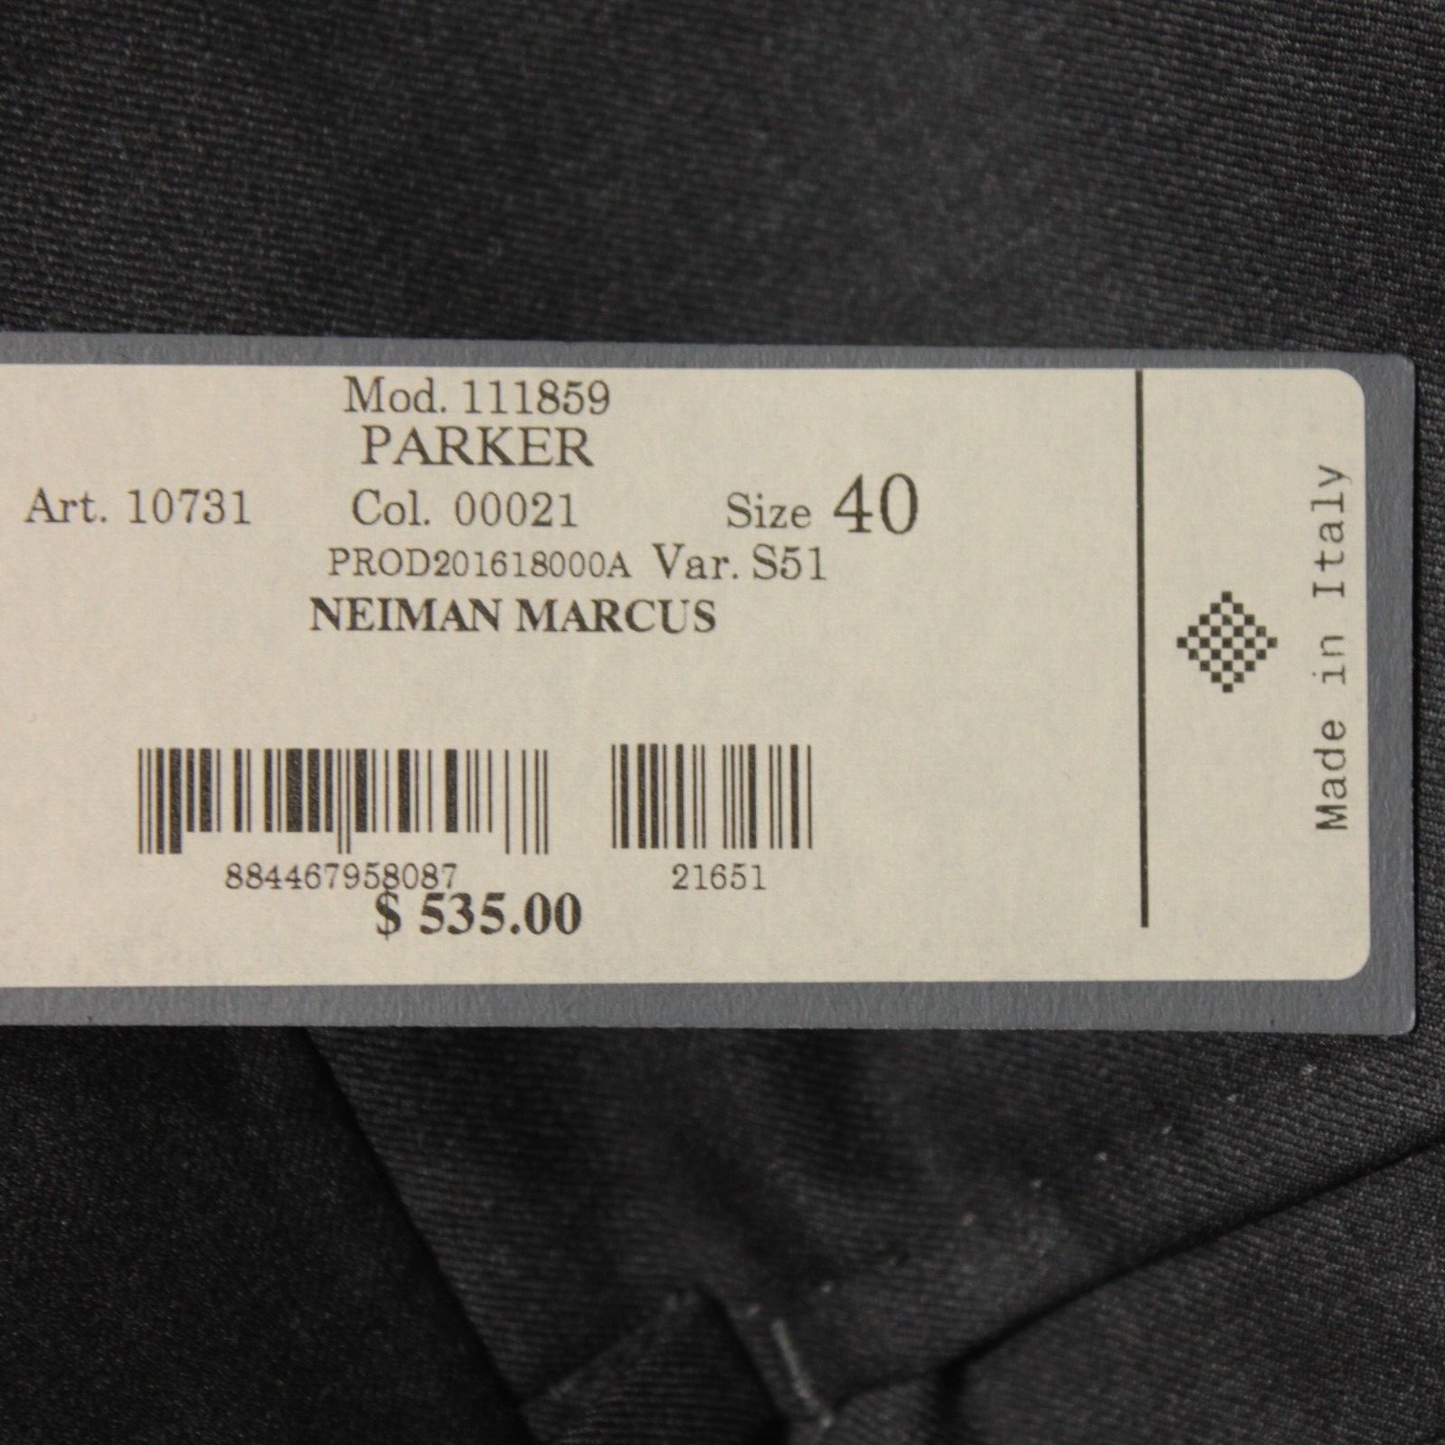 Mod. 111859
PARKER
Art. 10731 Col. 00021 Size 40
PROD201618000A Var. S51
NEIMAN MARCUS
884467958087 21651
$ 535.00
Made in Italy